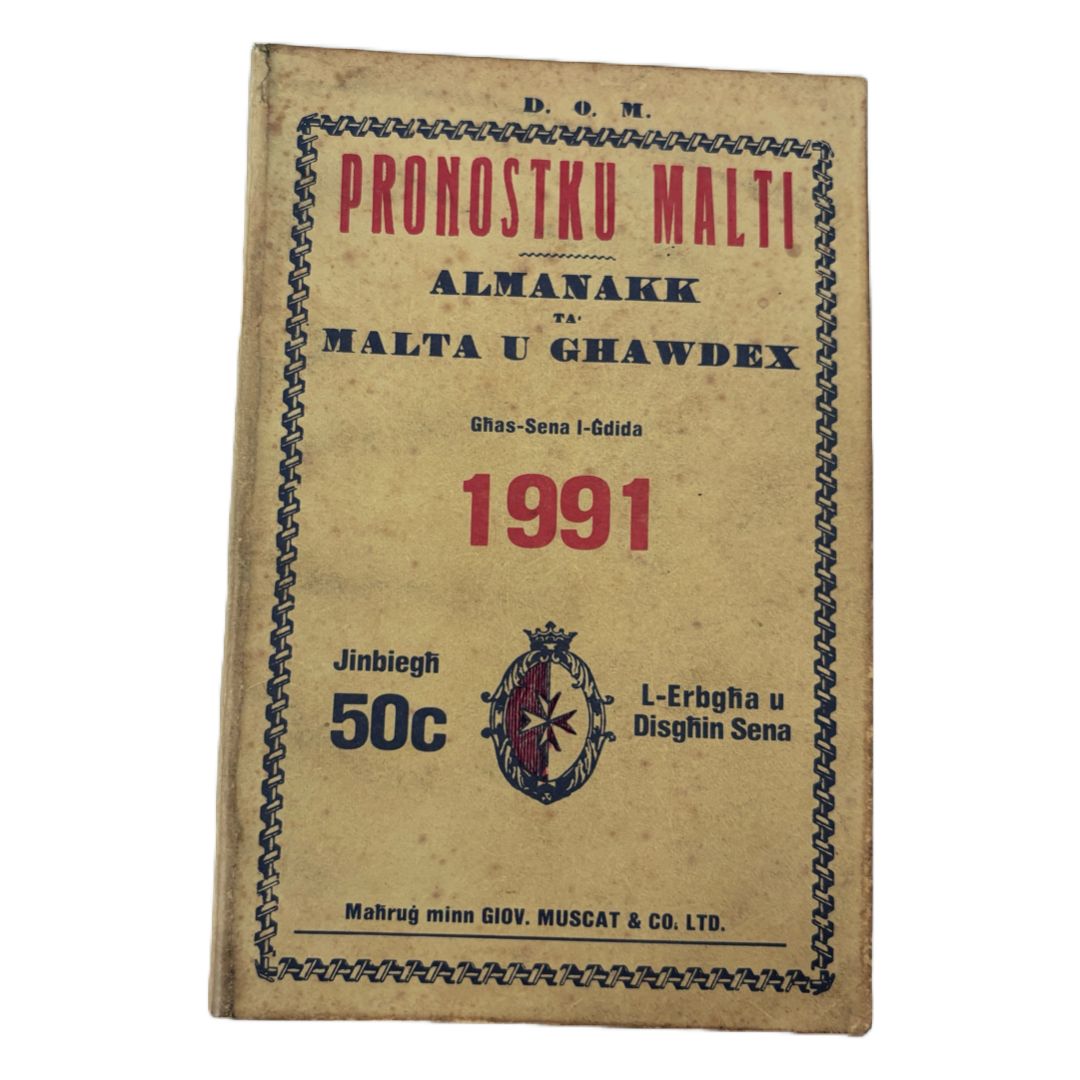 D. O. M.
PRONOSTKU MALTI
ALMANAKK
TA'
MALTA U GHAWDEX
Għas-Sena l-Ġdida
1991
Jinbiegħ
50c
L-Erbgħa u
Disgħin Sena
Maħruġ minn GIOV. MUSCAT & CO. LTD.